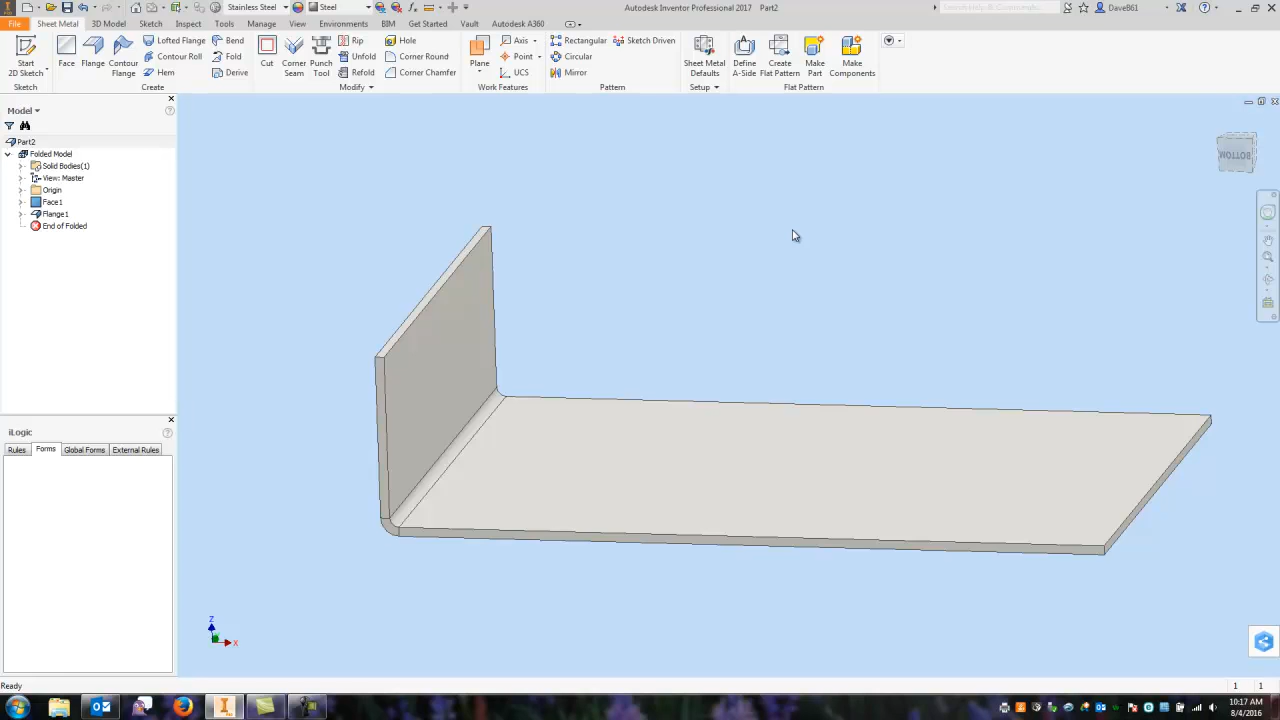 Stainless Steel
Steel
Autodesk Inventor Professional 2017 Part2
DaveB61
File Sheet Metal 3D Model Sketch Inspect Tools Manage View Environments BIM Get Started Vault Autodesk A360
Start
2D Sketch
Face
Flange
Contour
Flange
Lofted Flange
Contour Roll
Hem
Bend
Fold
Derive
Cut
Corner
Seam
Punch
Tool
Rip
Unfold
Refold
Hole
Corner Round
Corner Chamfer
Plane
Axis
Point
UCS
Rectangular
Circular
Mirror
Sketch Driven
Sheet Metal
Defaults
Define
A-Side
Create
Flat Pattern
Make
Part
Make
Components
Sketch Create Modify Work Features Pattern Setup Flat Pattern
Model
Part2
Folded Model
Solid Bodies(1)
View: Master
Origin
Face1
Flange1
End of Folded
BOTTOM
iLogic
Rules Forms Global Forms External Rules
Z
X
Ready
1 1
10:17 AM
8/4/2016